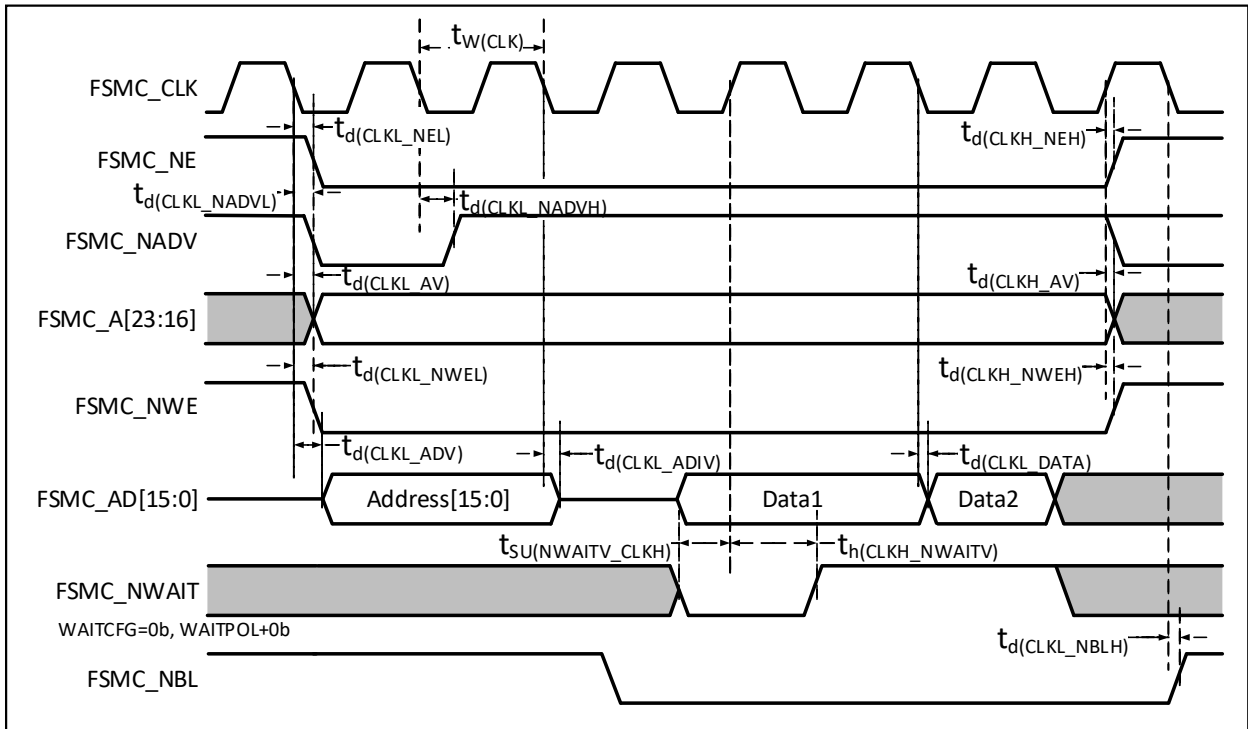 tW(CLK)
FSMC_CLK
td(CLKL_NEL)
td(CLKH_NEH)
FSMC_NE
td(CLKL_NADVL)
td(CLKL_NADVH)
FSMC_NADV
td(CLKL_AV)
td(CLKH_AV)
FSMC_A[23:16]
td(CLKL_NWEL)
td(CLKH_NWEH)
FSMC_NWE
td(CLKL_ADV)
td(CLKL_ADIV)
td(CLKL_DATA)
FSMC_AD[15:0]
Address[15:0]
Data1
Data2
tSU(NWAITV_CLKH)
th(CLKH_NWAITV)
FSMC_NWAIT
WAITCFG=0b, WAITPOL+0b
td(CLKL_NBLH)
FSMC_NBL